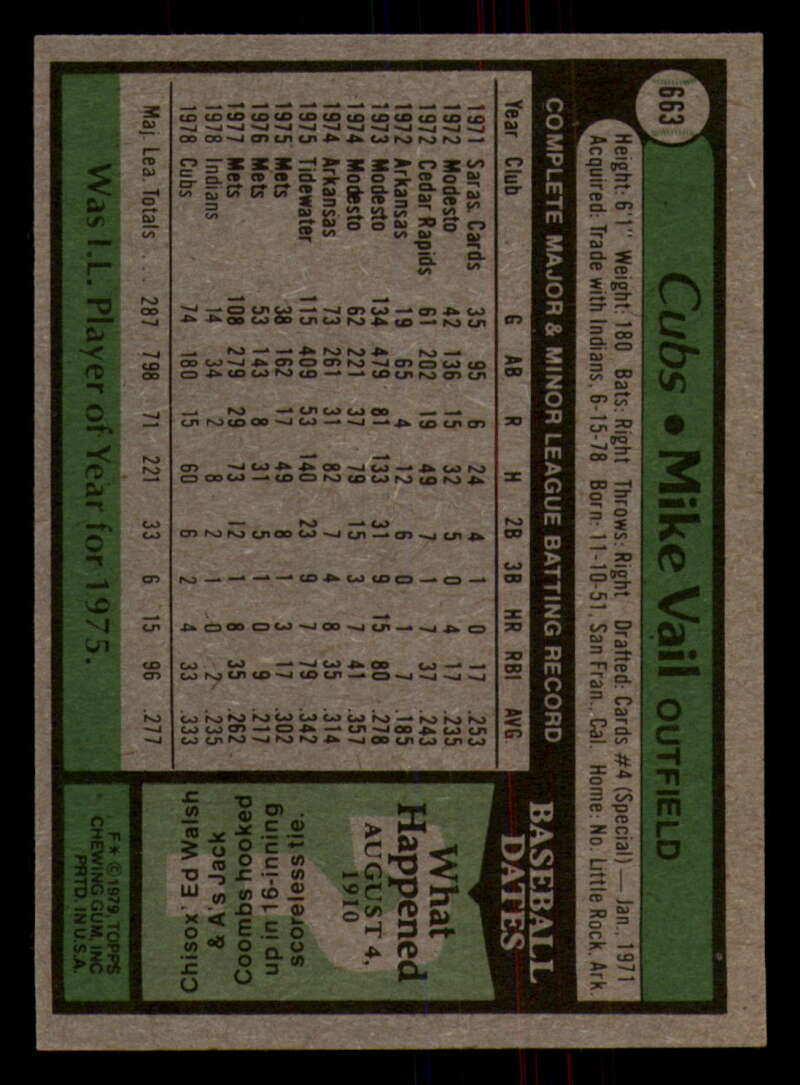 663
Cubs • Mike Vail OUTFIELD
Height: 6'1" Weight: 180 Bats: Right Throws: Right Drafted: Cards #4 (Special) — Jan., 1971
Acquired: Trade with Indians, 6-15-78 Born: 11-10-51, San Fran., Cal. Home: No. Little Rock, Ark.
COMPLETE MAJOR & MINOR LEAGUE BATTING RECORD
Year Club G AB R H 2B 3B HR RBI AVG
1971 Saras. Cards 35 95 6 24 4 1 0 17 .253
1972 Modesto 42 136 15 32 5 0 4 17 .235
1972 Cedar Rapids 61 202 19 49 7 1 7 37 .243
1972 Arkansas 19 65 4 12 6 0 1 7 .185
1973 Modesto 134 479 81 133 31 9 15 80 .278
1974 Modesto 62 221 37 79 15 3 7 41 .357
1974 Arkansas 73 261 31 82 7 4 8 35 .314
1975 Tidewater 115 409 53 140 23 9 7 79 .342
1975 Mets 38 162 17 49 8 1 3 17 .302
1976 Mets 53 143 8 31 5 1 0 9 .217
1977 Mets 108 279 29 73 12 1 8 35 .262
1978 Indians 14 34 2 8 2 1 0 2 .235
1978 Cubs 74 180 15 60 6 2 4 33 .333
Maj. Lea. Totals . . . 287 798 71 221 33 6 15 96 .277
Was I.L. Player of Year for 1975.
BASEBALL
DATES
What
Happened
AUGUST 4,
1910
Chisox' Ed Walsh
& A's Jack
Coombs hooked
up in 16-inning
scoreless tie.
F* © 1979, TOPPS
CHEWING GUM, INC
PRTD. IN U.S.A.